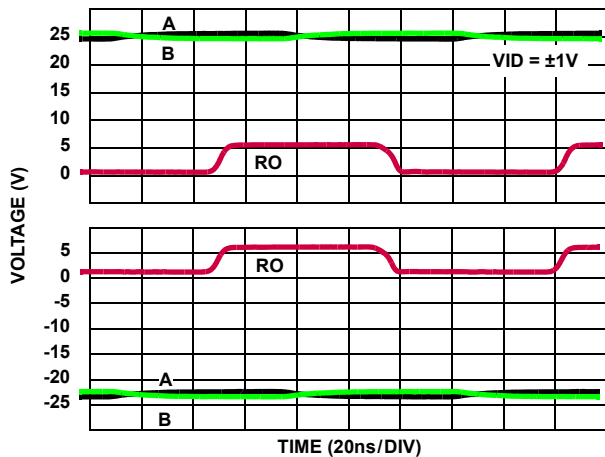 A
25
B
VID = ±1V
20
15
10
5
RO
0
VOLTAGE (V)
5
RO
0
-5
-10
-15
-20
A
-25
B
TIME (20ns/DIV)